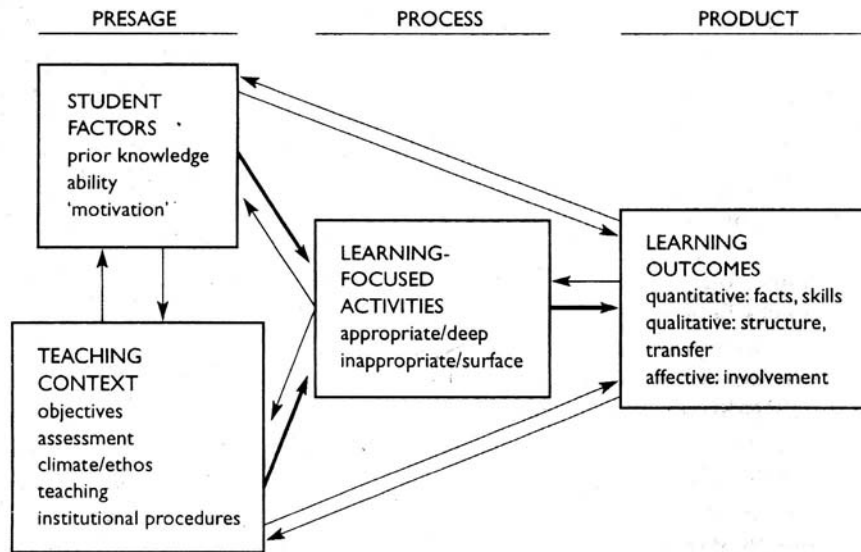 PRESAGE
PROCESS
PRODUCT
STUDENT
FACTORS
prior knowledge
ability
'motivation'
TEACHING
CONTEXT
objectives
assessment
climate/ethos
teaching
institutional procedures
LEARNING-
FOCUSED
ACTIVITIES
appropriate/deep
inappropriate/surface
LEARNING
OUTCOMES
quantitative: facts, skills
qualitative: structure,
transfer
affective: involvement